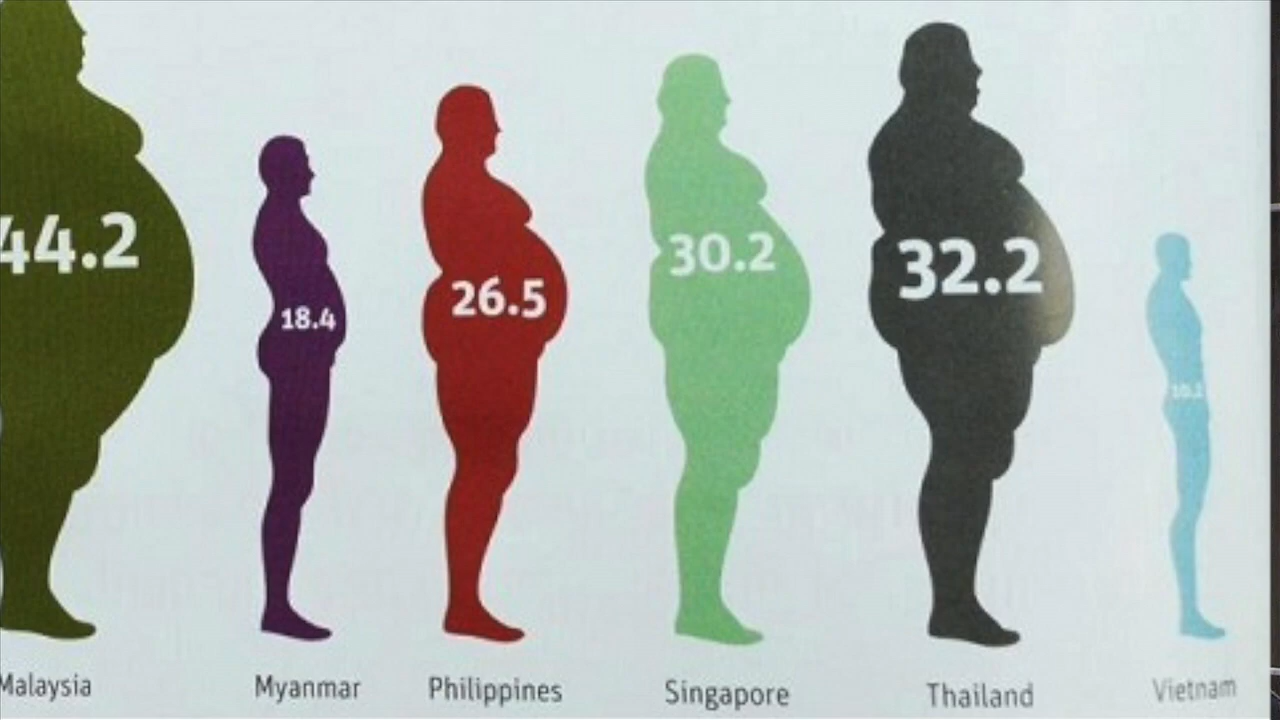 44.2
18.4
26.5
30.2
32.2
Malaysia
Myanmar
Philippines
Singapore
Thailand
Vietnam